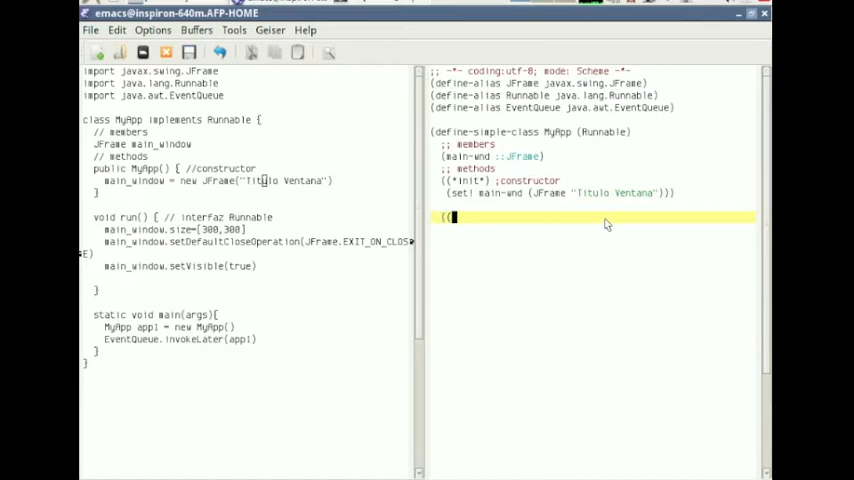 emacs@inspiron-640m.AFP-HOME
File Edit Options Buffers Tools Geiser Help
import javax.swing.JFrame
import java.lang.Runnable
import java.awt.EventQueue
class MyApp implements Runnable {
// members
JFrame main_window
// methods
public MyApp() { //constructor
main_window = new JFrame("Titulo Ventana")
}
void run() { // interfaz Runnable
main_window.size=[300,300]
main_window.setDefaultCloseOperation(JFrame.EXIT_ON_CLOS
E)
main_window.setVisible(true)
}
static void main(args){
MyApp app1 = new MyApp()
EventQueue.invokeLater(app1)
}
}
;; -*- coding:utf-8; mode: Scheme -*-
(define-alias JFrame javax.swing.JFrame)
(define-alias Runnable java.lang.Runnable)
(define-alias EventQueue java.awt.EventQueue)
(define-simple-class MyApp (Runnable)
;; members
(main-wnd ::JFrame)
;; methods
((*init*) ;constructor
(set! main-wnd (JFrame "Titulo Ventana")))
((